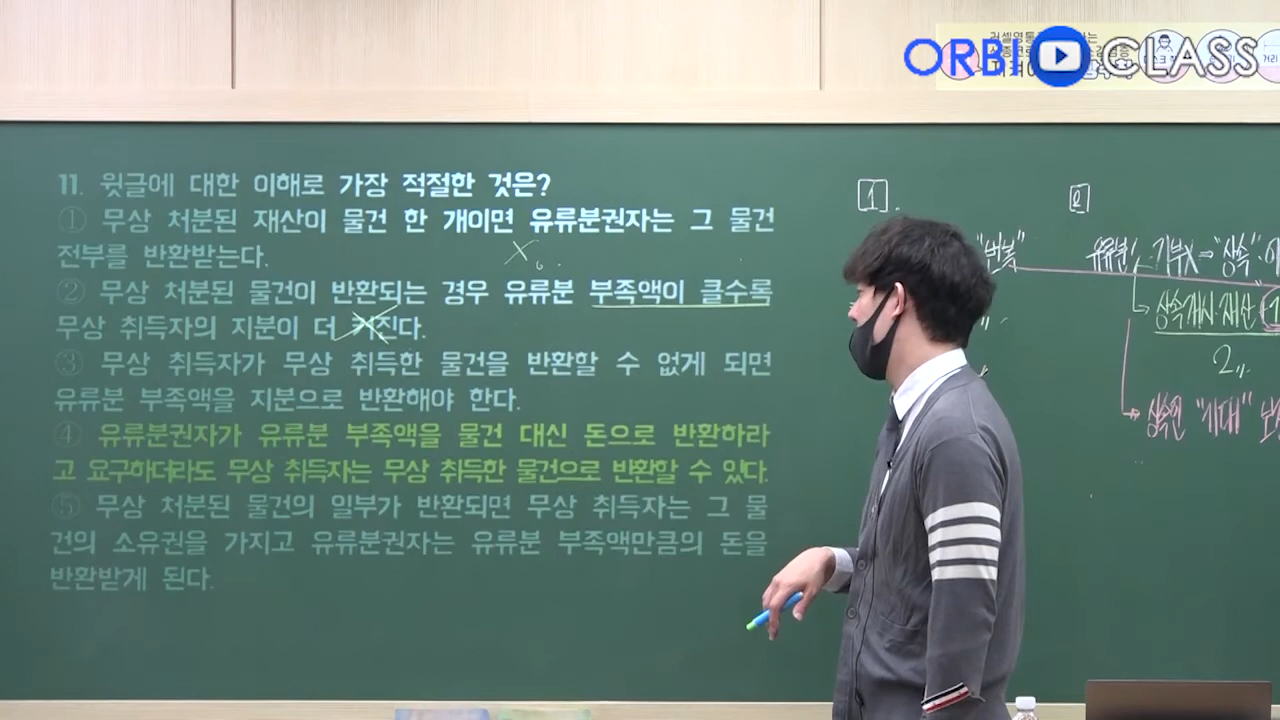 ORBI CLASS
11. 윗글에 대한 이해로 가장 적절한 것은?
① 무상 처분된 재산이 물건 한 개이면 유류분권자는 그 물건
전부를 반환받는다.
② 무상 처분된 물건이 반환되는 경우 유류분 부족액이 클수록
무상 취득자의 지분이 더 커진다.
③ 무상 취득자가 무상 취득한 물건을 반환할 수 없게 되면
유류분 부족액을 지분으로 반환해야 한다.
④ 유류분권자가 유류분 부족액을 물건 대신 돈으로 반환하라
고 요구하더라도 무상 취득자는 무상 취득한 물건으로 반환할 수 있다.
⑤ 무상 처분된 물건의 일부가 반환되면 무상 취득자는 그 물
건의 소유권을 가지고 유류분권자는 유류분 부족액만큼의 돈을
반환받게 된다.
1
"번복"
2
유류분 기부X → "상속"
상속개시·재산
2
상속인 "기대"